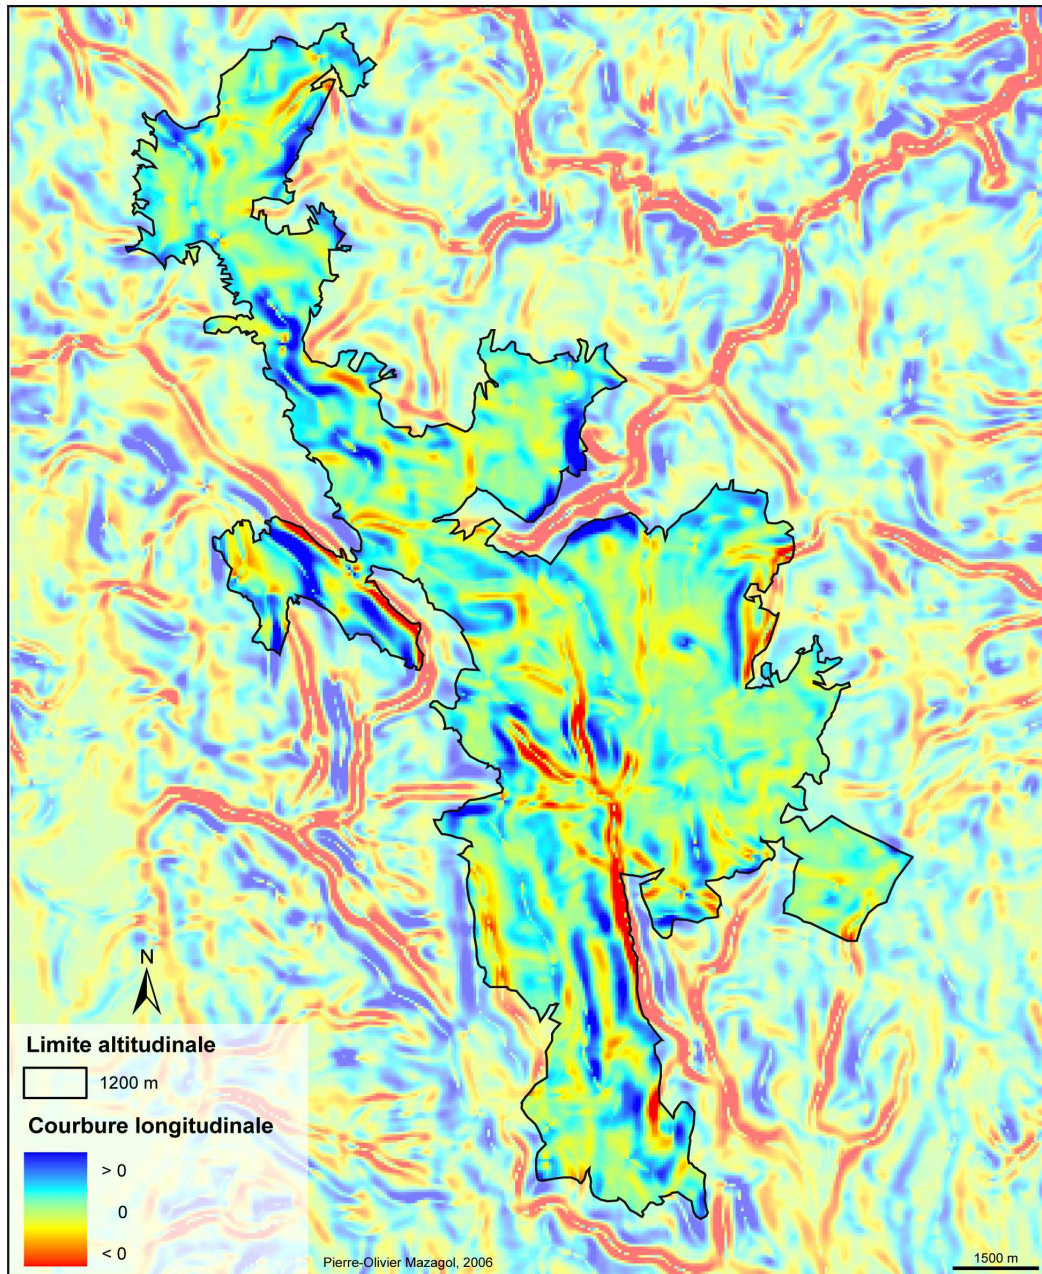 N
Limite altitudinale
1200 m
Courbure longitudinale
> 0
0
< 0
Pierre-Olivier Mazagol, 2006
1500 m